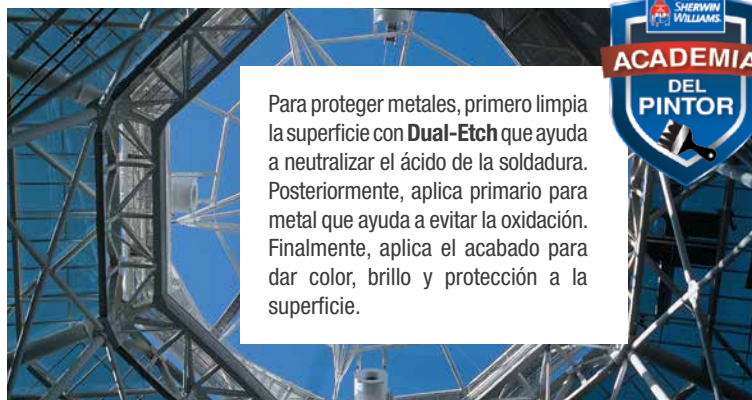 SHERWIN
WILLIAMS.
ACADEMIA
DEL
PINTOR
Para proteger metales, primero limpia
la superficie con Dual-Etch que ayuda
a neutralizar el ácido de la soldadura.
Posteriormente, aplica primario para
metal que ayuda a evitar la oxidación.
Finalmente, aplica el acabado para
dar color, brillo y protección a la
superficie.